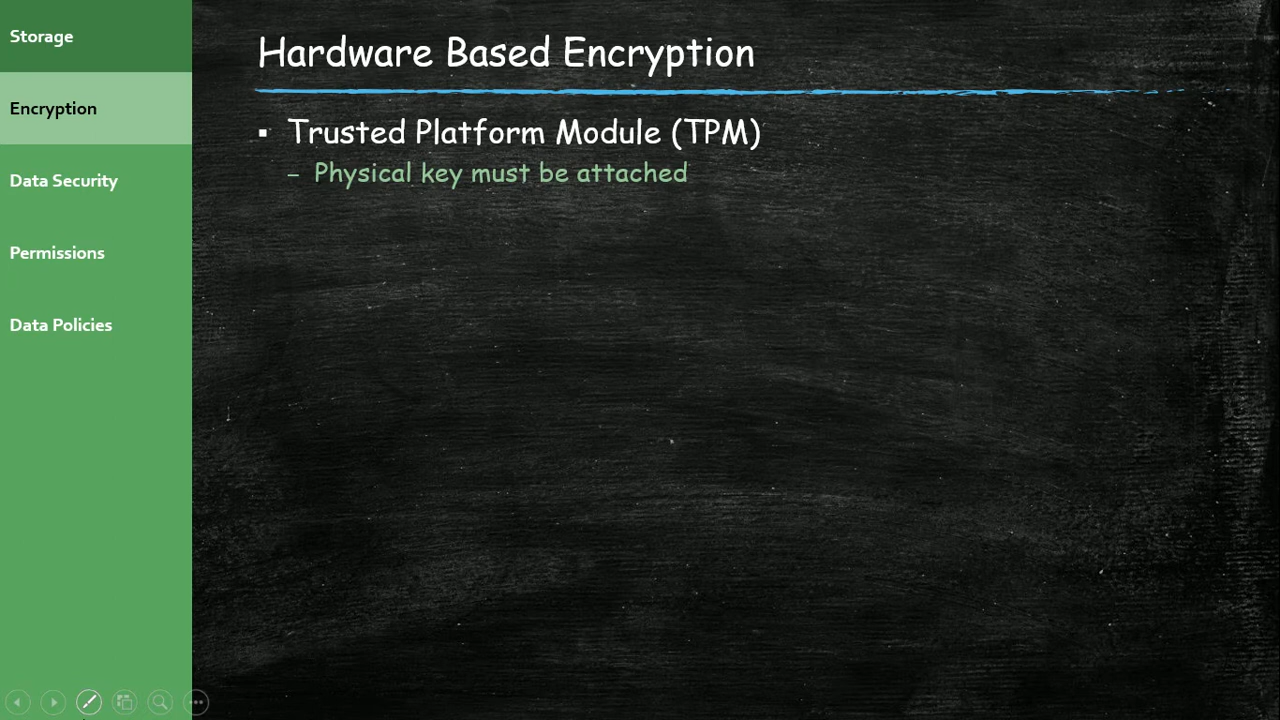 Storage
Encryption
Data Security
Permissions
Data Policies
Hardware Based Encryption
▪ Trusted Platform Module (TPM)
– Physical key must be attached